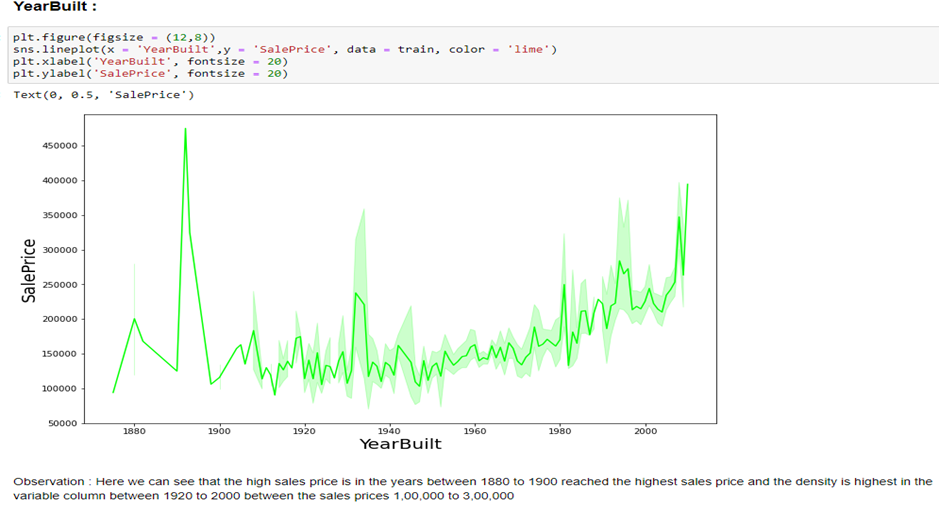 YearBuilt :
plt.figure(figsize = (12,8))
sns.lineplot(x = 'YearBuilt',y = 'SalePrice', data = train, color = 'lime')
plt.xlabel('YearBuilt', fontsize = 20)
plt.ylabel('SalePrice', fontsize = 20)
Text(0, 0.5, 'SalePrice')
SalePrice
450000
400000
350000
300000
250000
200000
150000
100000
50000
1880 1900 1920 1940 1960 1980 2000
YearBuilt
Observation : Here we can see that the high sales price is in the years between 1880 to 1900 reached the highest sales price and the density is highest in the
variable column between 1920 to 2000 between the sales prices 1,00,000 to 3,00,000